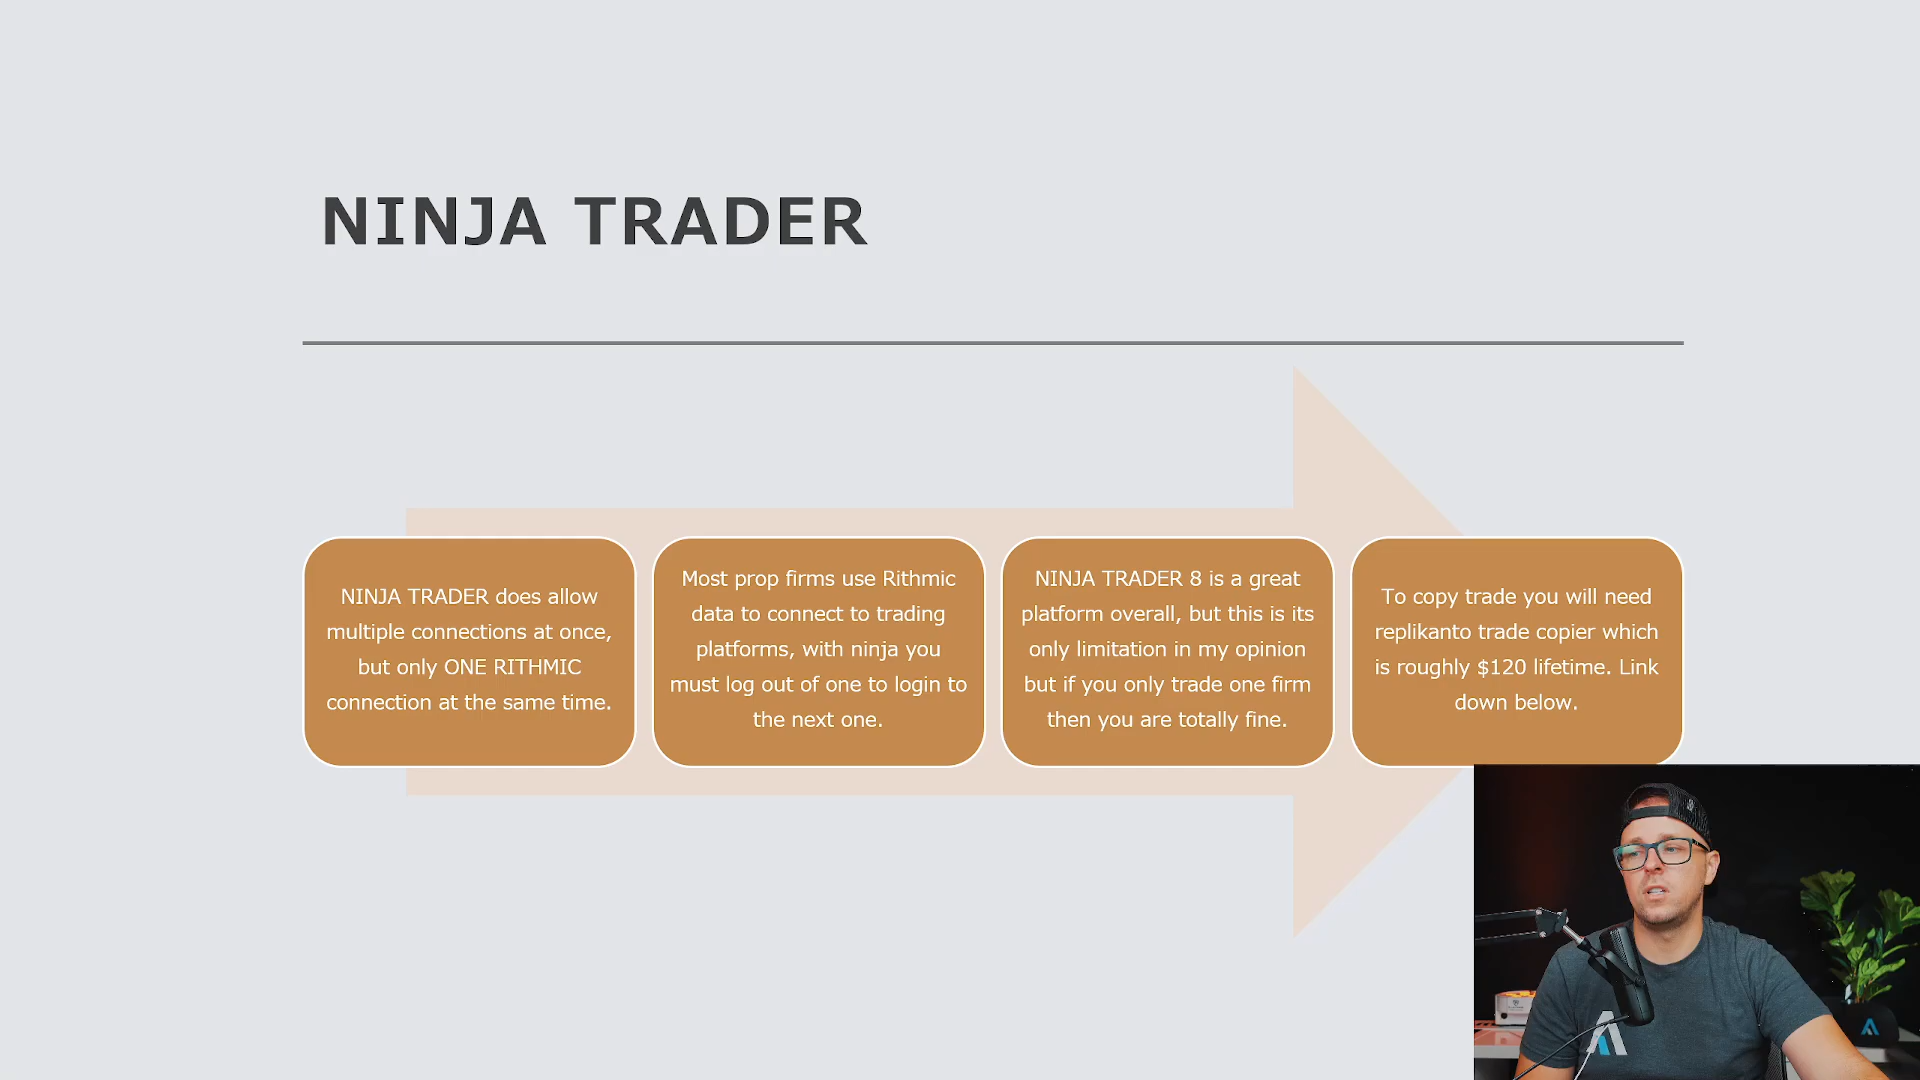 NINJA TRADER
NINJA TRADER does allow
multiple connections at once,
but only ONE RITHMIC
connection at the same time.
Most prop firms use Rithmic
data to connect to trading
platforms, with ninja you
must log out of one to login to
the next one.
NINJA TRADER 8 is a great
platform overall, but this is its
only limitation in my opinion
but if you only trade one firm
then you are totally fine.
To copy trade you will need
replikanto trade copier which
is roughly $120 lifetime. Link
down below.